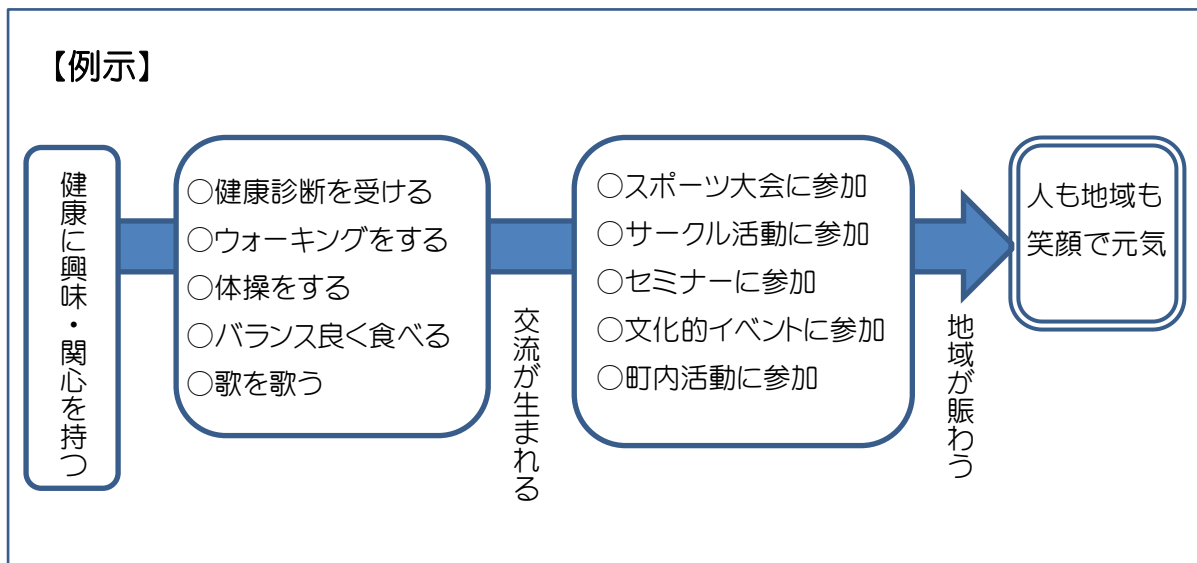 【例示】
健康に興味・関心を持つ
○健康診断を受ける
○ウォーキングをする
○体操をする
○バランス良く食べる
○歌を歌う
交流が生まれる
○スポーツ大会に参加
○サークル活動に参加
○セミナーに参加
○文化的イベントに参加
○町内活動に参加
地域が賑わう
人も地域も
笑顔で元気